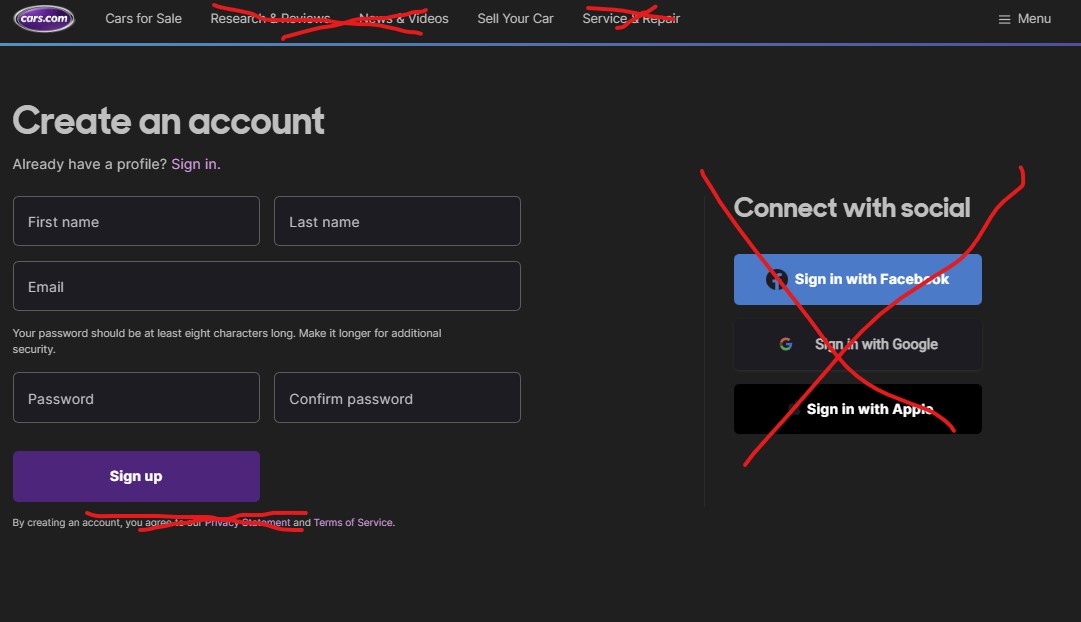 cars.com Cars for Sale Research & Reviews News & Videos Sell Your Car Service & Repair Menu
Create an account
Already have a profile? Sign in.
First name Last name
Email
Your password should be at least eight characters long. Make it longer for additional
security.
Password Confirm password
Sign up
By creating an account, you agree to our Privacy Statement and Terms of Service.
Connect with social
Sign in with Facebook
Sign in with Google
Sign in with Apple